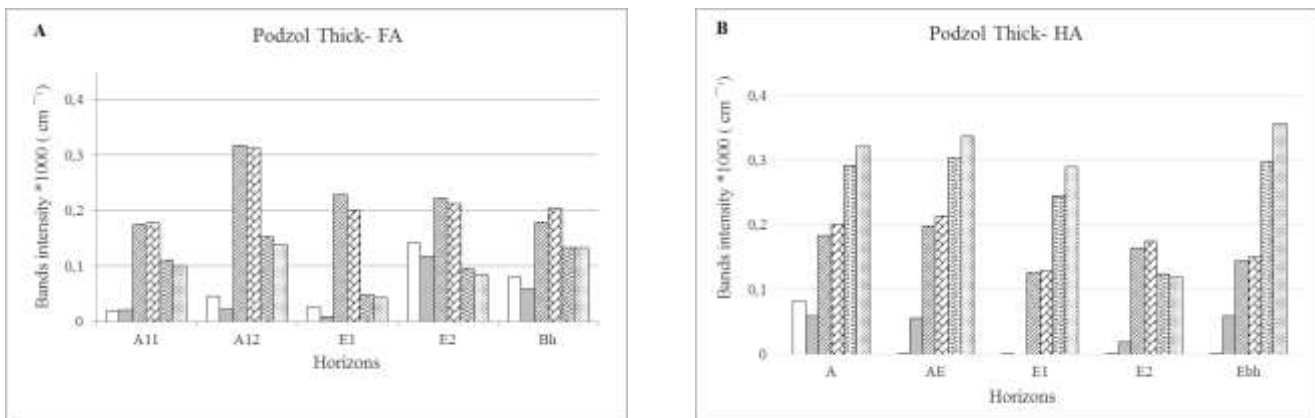 A
Podzol Thick- FA
Bands intensity *1000 ( cm⁻¹)
0,4
0,3
0,2
0,1
0
A11 A12 E1 E2 Bh
Horizons
B
Podzol Thick- HA
Bands intensity *1000 ( cm⁻¹)
0,4
0,3
0,2
0,1
0
A AE E1 E2 Ebh
Horizons